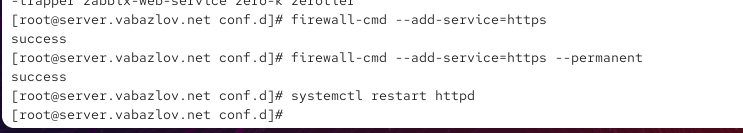 -trapper zabbix-web-service zero-k zerotier
[root@server.vabazlov.net conf.d]# firewall-cmd --add-service=https
success
[root@server.vabazlov.net conf.d]# firewall-cmd --add-service=https --permanent
success
[root@server.vabazlov.net conf.d]# systemctl restart httpd
[root@server.vabazlov.net conf.d]#